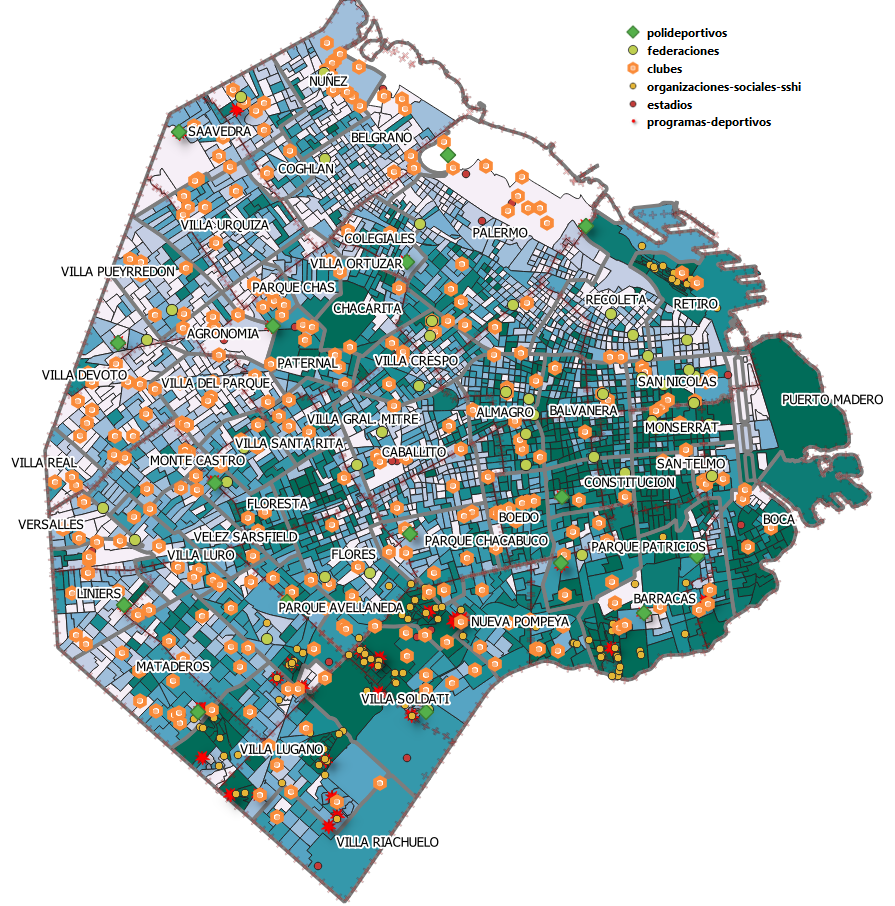 polideportivos
federaciones
clubes
organizaciones-sociales-sshi
estadios
programas-deportivos
NUÑEZ
SAAVEDRA
BELGRANO
COGHLAN
VILLA URQUIZA
COLEGIALES
PALERMO
VILLA ORTUZAR
VILLA PUEYRREDON
PARQUE CHAS
RECOLETA
RETIRO
CHACARITA
AGRONOMIA
PATERNAL
VILLA CRESPO
VILLA DEVOTO
VILLA DEL PARQUE
SAN NICOLAS
PUERTO MADERO
ALMAGRO
BALVANERA
VILLA GRAL. MITRE
MONSERRAT
VILLA SANTA RITA
CABALLITO
VILLA REAL
MONTE CASTRO
SAN TELMO
CONSTITUCION
FLORESTA
BOEDO
BOCA
VERSALLES
VELEZ SARSFIELD
PARQUE CHACABUCO
PARQUE PATRICIOS
VILLA LURO
FLORES
LINIERS
BARRACAS
PARQUE AVELLANEDA
NUEVA POMPEYA
MATADEROS
VILLA SOLDATI
VILLA LUGANO
VILLA RIACHUELO